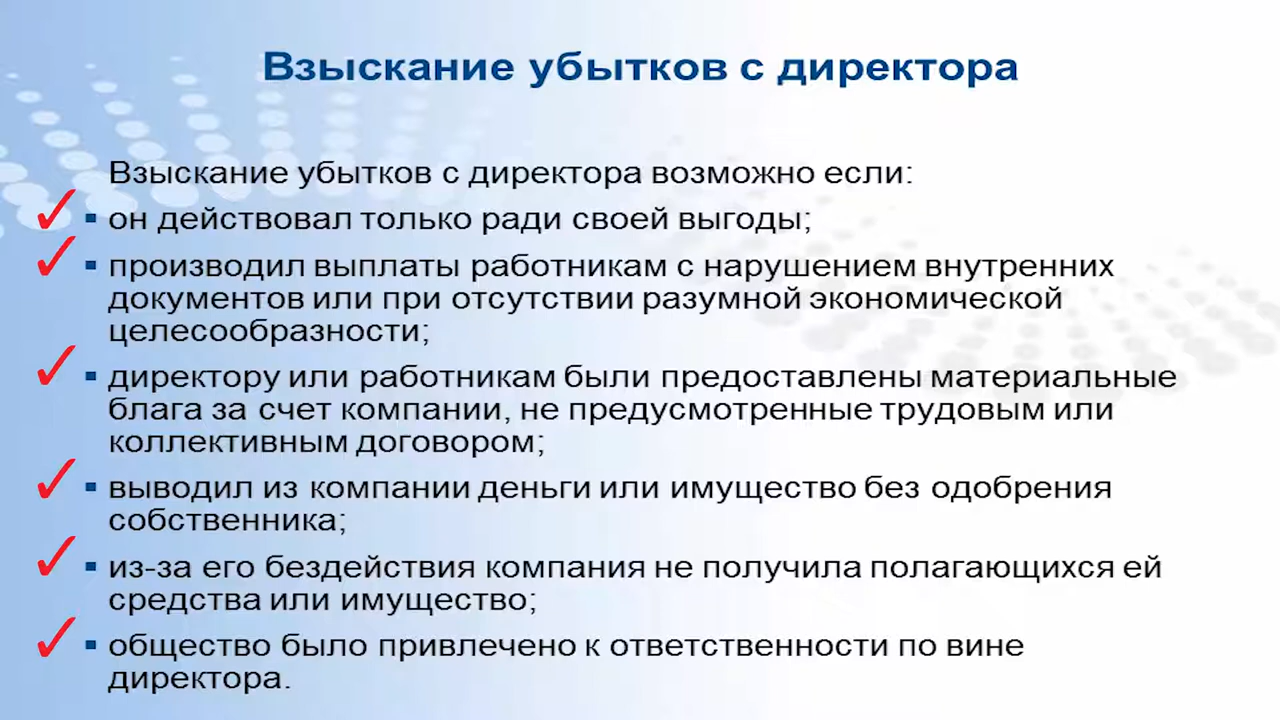 Взыскание убытков с директора
Взыскание убытков с директора возможно если:
он действовал только ради своей выгоды;
производил выплаты работникам с нарушением внутренних
документов или при отсутствии разумной экономической
целесообразности;
директору или работникам были предоставлены материальные
блага за счет компании, не предусмотренные трудовым или
коллективным договором;
выводил из компании деньги или имущество без одобрения
собственника;
из-за его бездействия компания не получила полагающихся ей
средства или имущество;
общество было привлечено к ответственности по вине
директора.